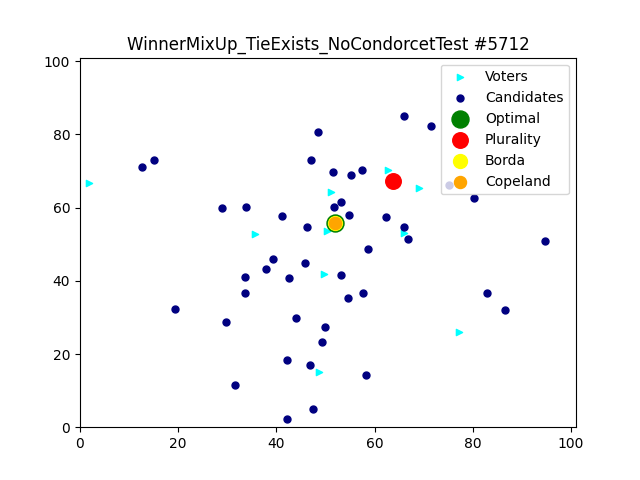 WinnerMixUp_TieExists_NoCondorcetTest #5712
100
80
60
40
20
0
0 20 40 60 80 100
Voters
Candidates
Optimal
Plurality
Borda
Copeland